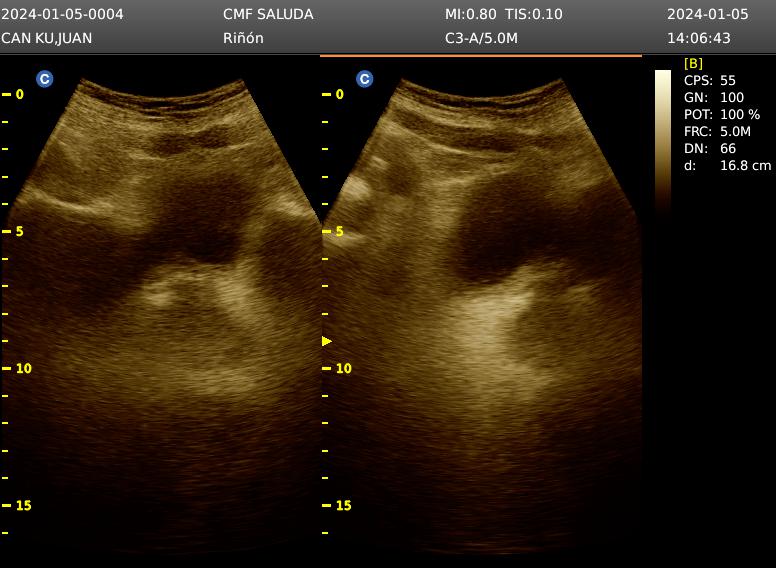 2024-01-05-0004 CMF SALUDA MI:0.80 TIS:0.10 2024-01-05
CAN KU,JUAN Riñón C3-A/5.0M 14:06:43
[B]
CPS: 55
GN: 100
POT: 100 %
FRC: 5.0M
DN: 66
d: 16.8 cm
C C
0 0
5 5
10 10
15 15